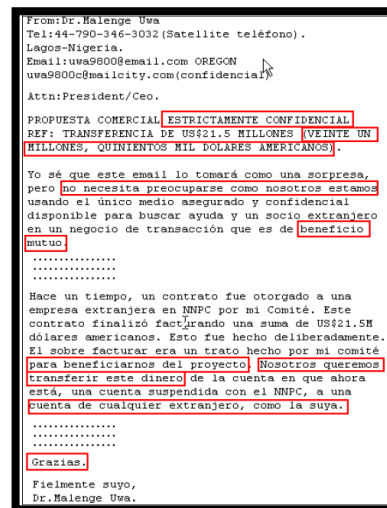 From:Dr.Malenge Uwa
Tel:44-790-346-3032(Satellite teléfono).
Lagos-Nigeria.
Email:uwa9800@email.com OREGON
uwa9800c@mailcity.com(confidencial)
Attn:President/Ceo.
PROPUESTA COMERCIAL ESTRICTAMENTE CONFIDENCIAL
REF: TRANSFERENCIA DE US$21.5 MILLONES (VEINTE UN
MILLONES, QUINIENTOS MIL DOLARES AMERICANOS).
Yo sé que este email lo tomará como una sorpresa,
pero no necesita preocuparse como nosotros estamos
usando el único medio asegurado y confidencial
disponible para buscar ayuda y un socio extranjero
en un negocio de transacción que es de beneficio
mutuo.
...............
...............
...............
Hace un tiempo, un contrato fue otorgado a una
empresa extranjera en NNPC por mi Comité. Este
contrato finalizó facturando una suma de US$21.5M
dólares americanos. Esto fue hecho deliberadamente.
El sobre facturar era un trato hecho por mi comité
para beneficiarnos del proyecto. Nosotros queremos
transferir este dinero de la cuenta en que ahora
está, una cuenta suspendida con el NNPC, a una
cuenta de cualquier extranjero, como la suya.
...............
...............
...............
Grazias.
Fielmente suyo,
Dr.Malenge Uwa.